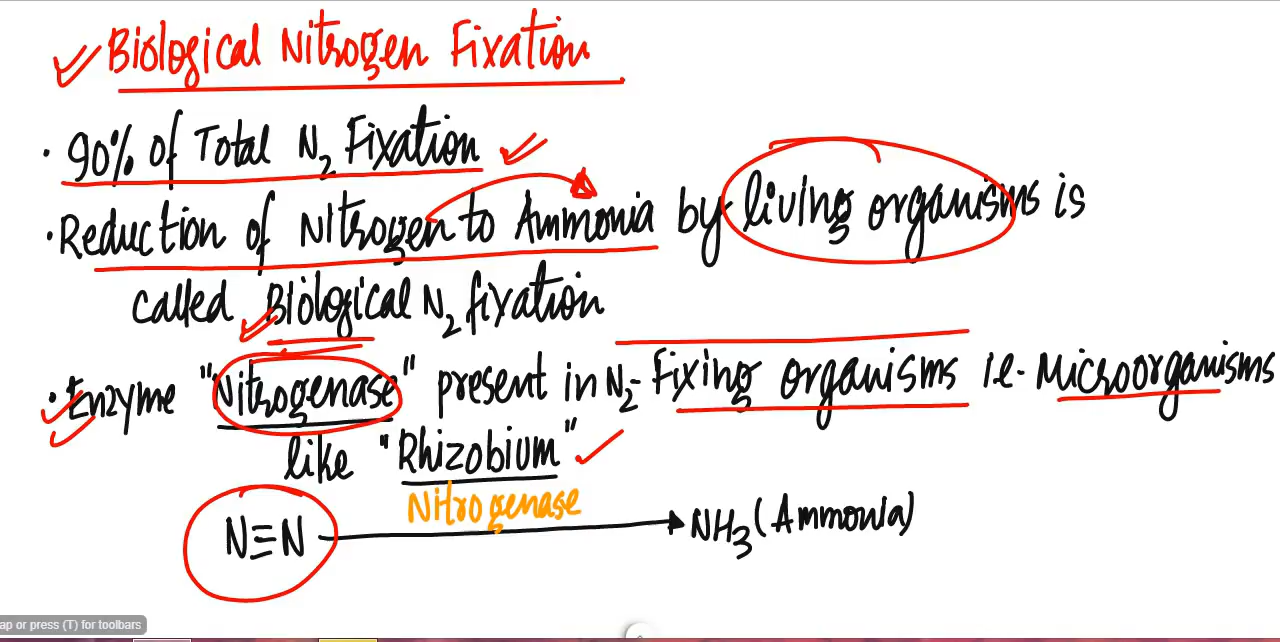 Biological Nitrogen Fixation
• 90% of Total N₂ Fixation
• Reduction of Nitrogen to Ammonia by living organisms is
called Biological N₂ fixation
• Enzyme "Nitrogenase" present in N₂-Fixing organisms i.e. Microorganisms
like "Rhizobium"
Nitrogenase
N≡N → NH₃ (Ammonia)
ap or press (T) for toolbars